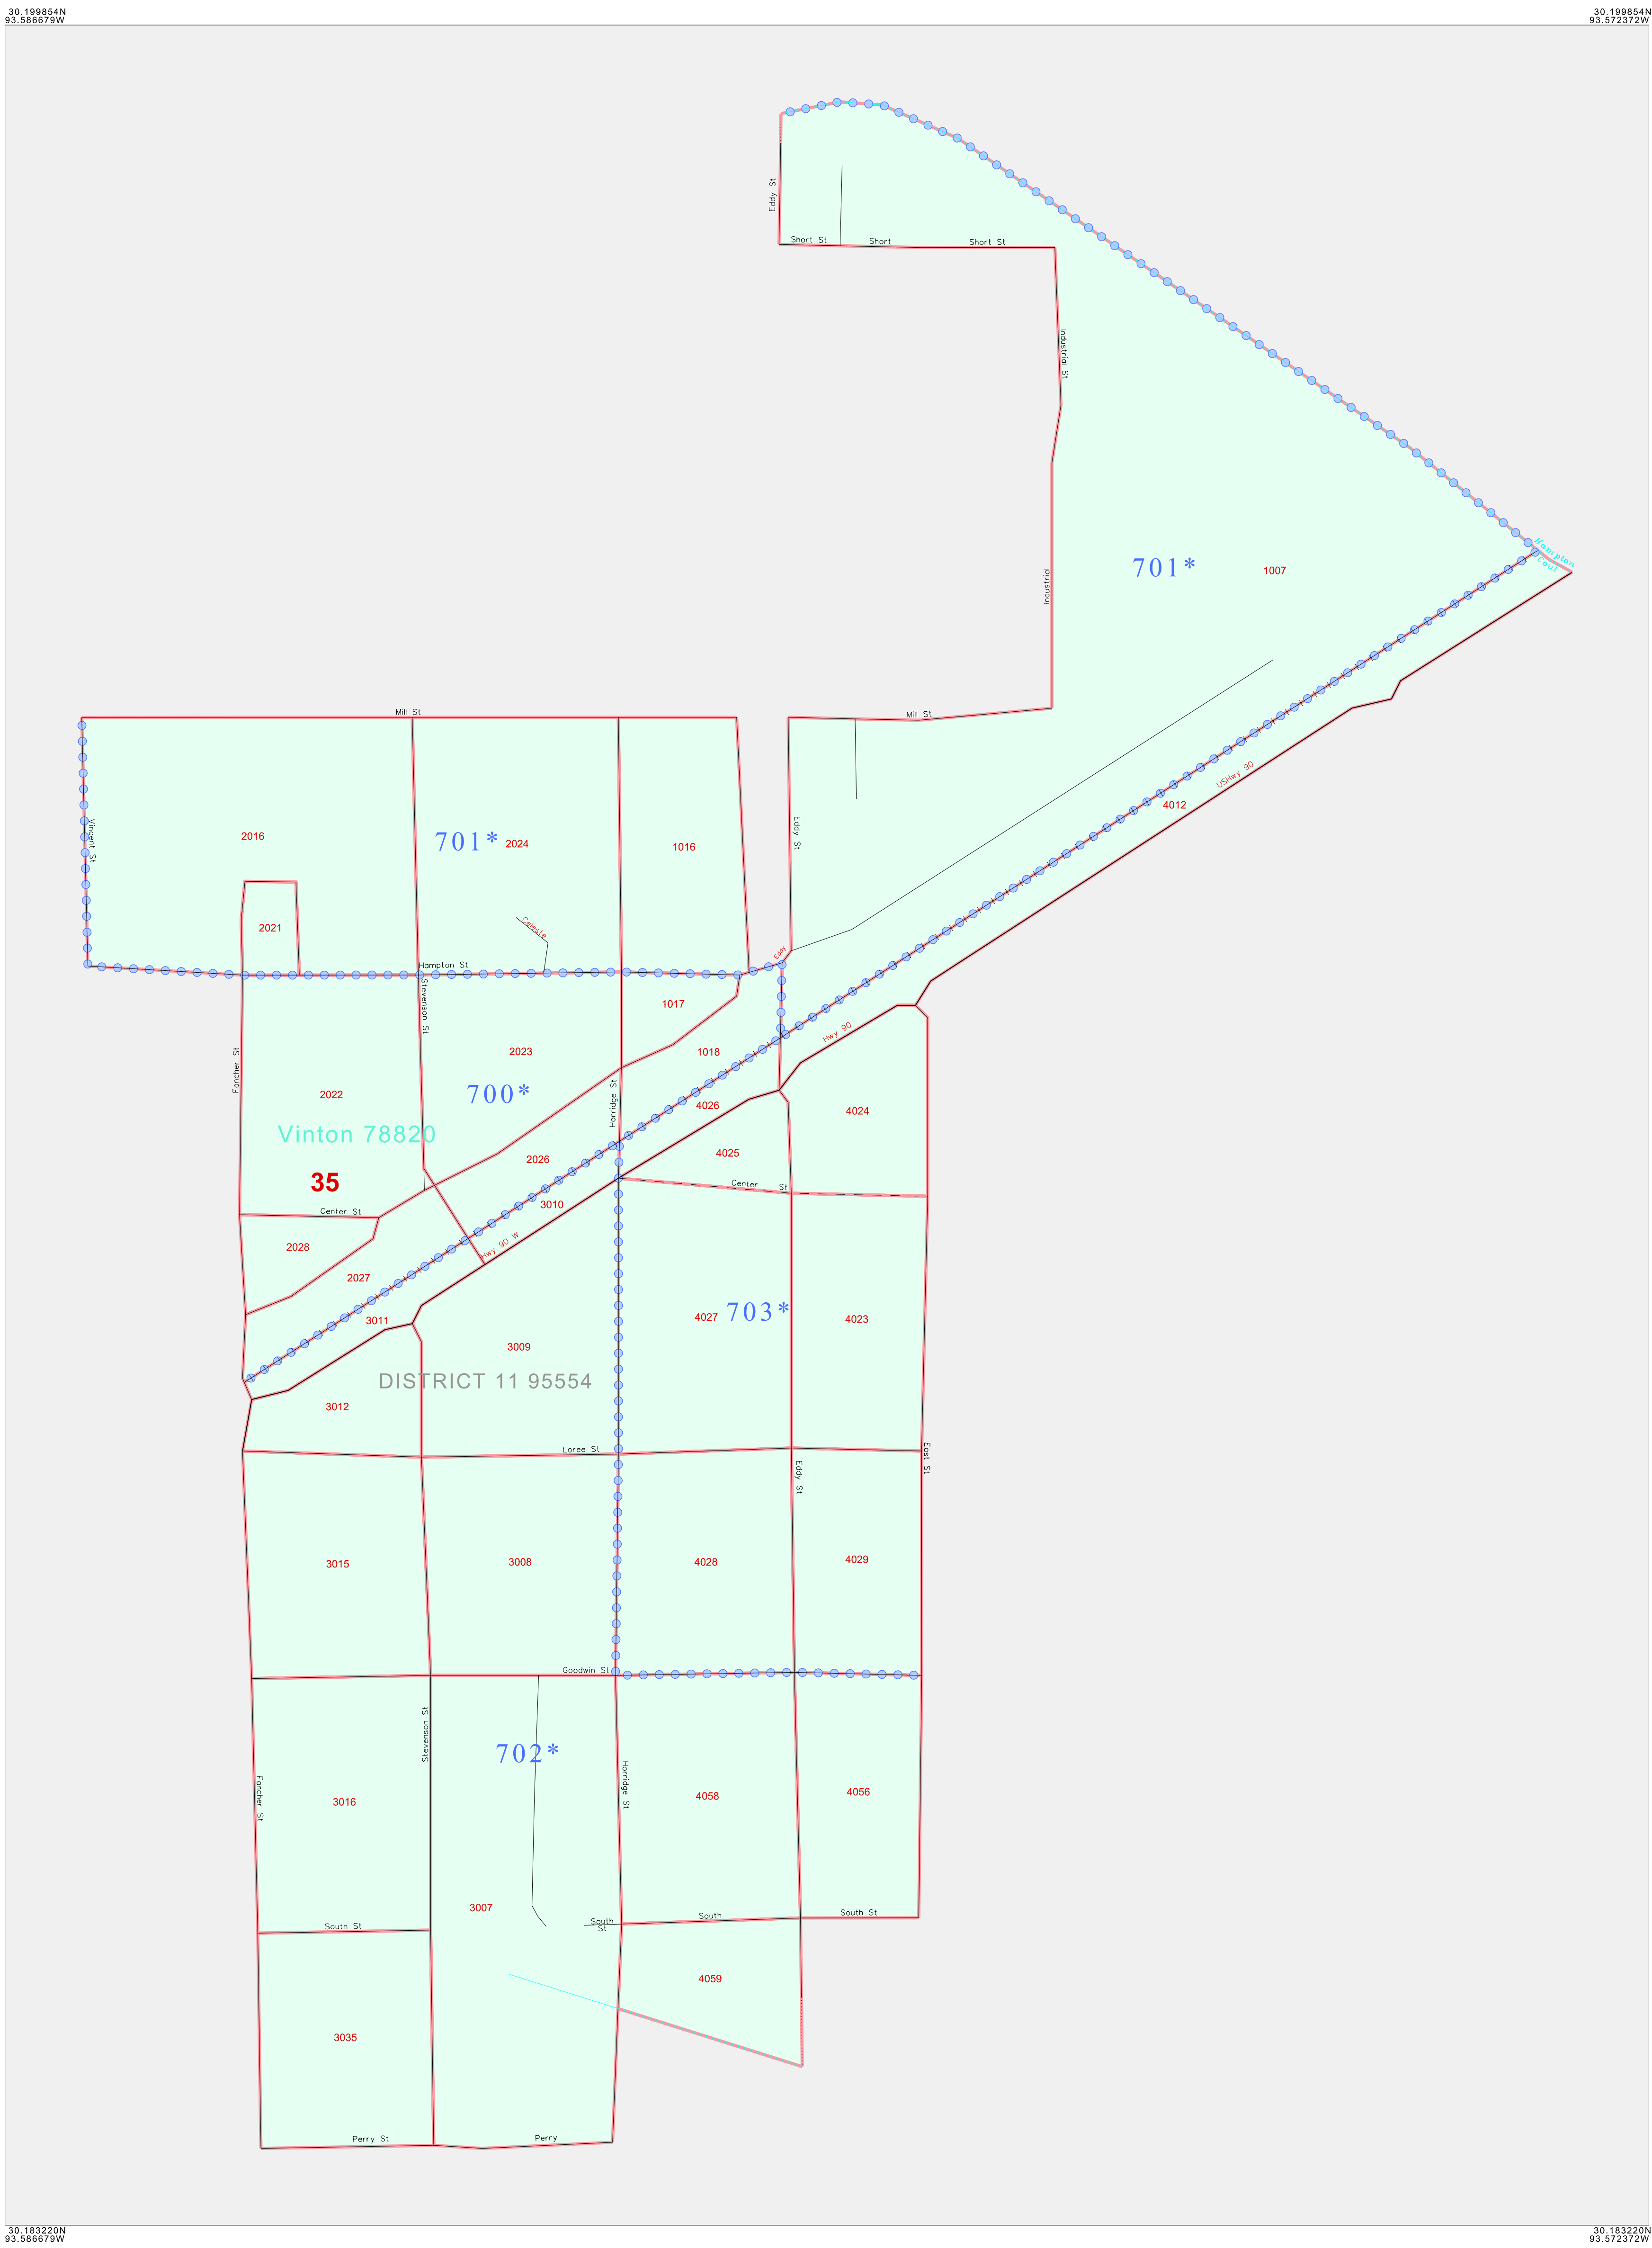 30.199854N
93.586679W
30.199854N
93.572372W
Eddy St
Short St
Short
Short St
Industrial St
Hampton
Coul
701*
1007
Industrial
Mill St
Mill St
USHwy 90
4012
Vincent St
2016
701*
2024
1016
Eddy St
2021
Celeste
Eddy
Hampton St
Stevenson St
1017
Hwy 90
2023
1018
Fancher St
2022
700*
Horridge St
4026
4024
Vinton 78820
4025
2026
35
Center St
3010
Center St
2028
Hwy 90 W
2027
3011
4027
703*
4023
3009
DISTRICT 11 95554
3012
Loree St
East St
Eddy St
3015
3008
4028
4029
Goodwin St
Stevenson St
702*
Fancher St
3016
Horridge St
4058
4056
3007
South St
South
St
South
South St
4059
3035
Perry St
Perry
30.183220N
93.586679W
30.183220N
93.572372W